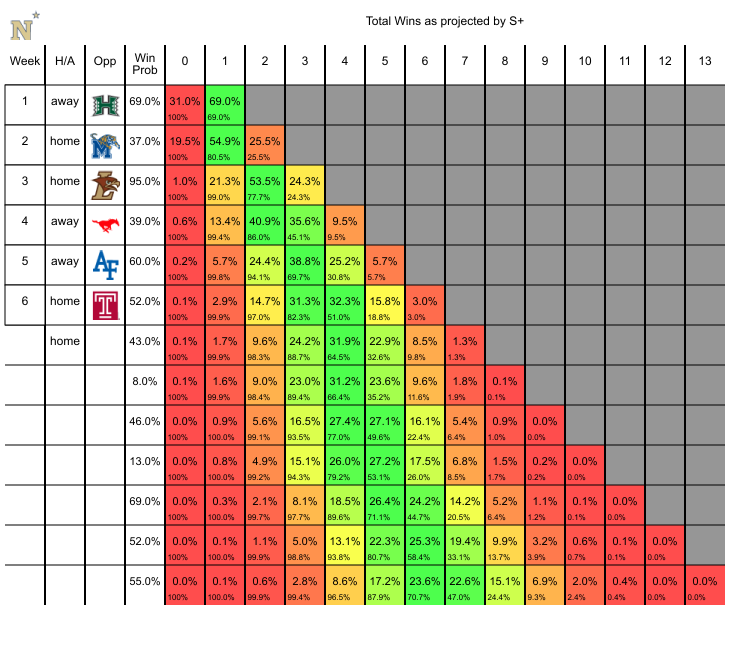 N
Total Wins as projected by S+
Week H/A Opp Win Prob 0 1 2 3 4 5 6 7 8 9 10 11 12 13
1 away H 69.0% 31.0% 69.0%
100% 69.0%
2 home M 37.0% 19.5% 54.9% 25.5%
100% 80.5% 25.5%
3 home L 95.0% 1.0% 21.3% 53.5% 24.3%
100% 99.0% 77.7% 24.3%
4 away 39.0% 0.6% 13.4% 40.9% 35.6% 9.5%
100% 99.4% 86.0% 45.1% 9.5%
5 away AF 60.0% 0.2% 5.7% 24.4% 38.8% 25.2% 5.7%
100% 99.8% 94.1% 69.7% 30.8% 5.7%
6 home T 52.0% 0.1% 2.9% 14.7% 31.3% 32.3% 15.8% 3.0%
100% 99.9% 97.0% 82.3% 51.0% 18.8% 3.0%
home 43.0% 0.1% 1.7% 9.6% 24.2% 31.9% 22.9% 8.5% 1.3%
100% 99.9% 98.3% 88.7% 64.5% 32.6% 9.8% 1.3%
8.0% 0.1% 1.6% 9.0% 23.0% 31.2% 23.6% 9.6% 1.8% 0.1%
100% 99.9% 98.4% 89.4% 66.4% 35.2% 11.6% 1.9% 0.1%
46.0% 0.0% 0.9% 5.6% 16.5% 27.4% 27.1% 16.1% 5.4% 0.9% 0.0%
100% 100.0% 99.1% 93.5% 77.0% 49.6% 22.4% 6.4% 1.0% 0.0%
13.0% 0.0% 0.8% 4.9% 15.1% 26.0% 27.2% 17.5% 6.8% 1.5% 0.2% 0.0%
100% 100.0% 99.2% 94.3% 79.2% 53.1% 26.0% 8.5% 1.7% 0.2% 0.0%
69.0% 0.0% 0.3% 2.1% 8.1% 18.5% 26.4% 24.2% 14.2% 5.2% 1.1% 0.1% 0.0%
100% 100.0% 99.7% 97.7% 89.6% 71.1% 44.7% 20.5% 6.4% 1.2% 0.1% 0.0%
52.0% 0.0% 0.1% 1.1% 5.0% 13.1% 22.3% 25.3% 19.4% 9.9% 3.2% 0.6% 0.1% 0.0%
100% 100.0% 99.9% 98.8% 93.8% 80.7% 58.4% 33.1% 13.7% 3.9% 0.7% 0.1% 0.0%
55.0% 0.0% 0.1% 0.6% 2.8% 8.6% 17.2% 23.6% 22.6% 15.1% 6.9% 2.0% 0.4% 0.0% 0.0%
100% 100.0% 99.9% 99.4% 96.5% 87.9% 70.7% 47.0% 24.4% 9.3% 2.4% 0.4% 0.0% 0.0%